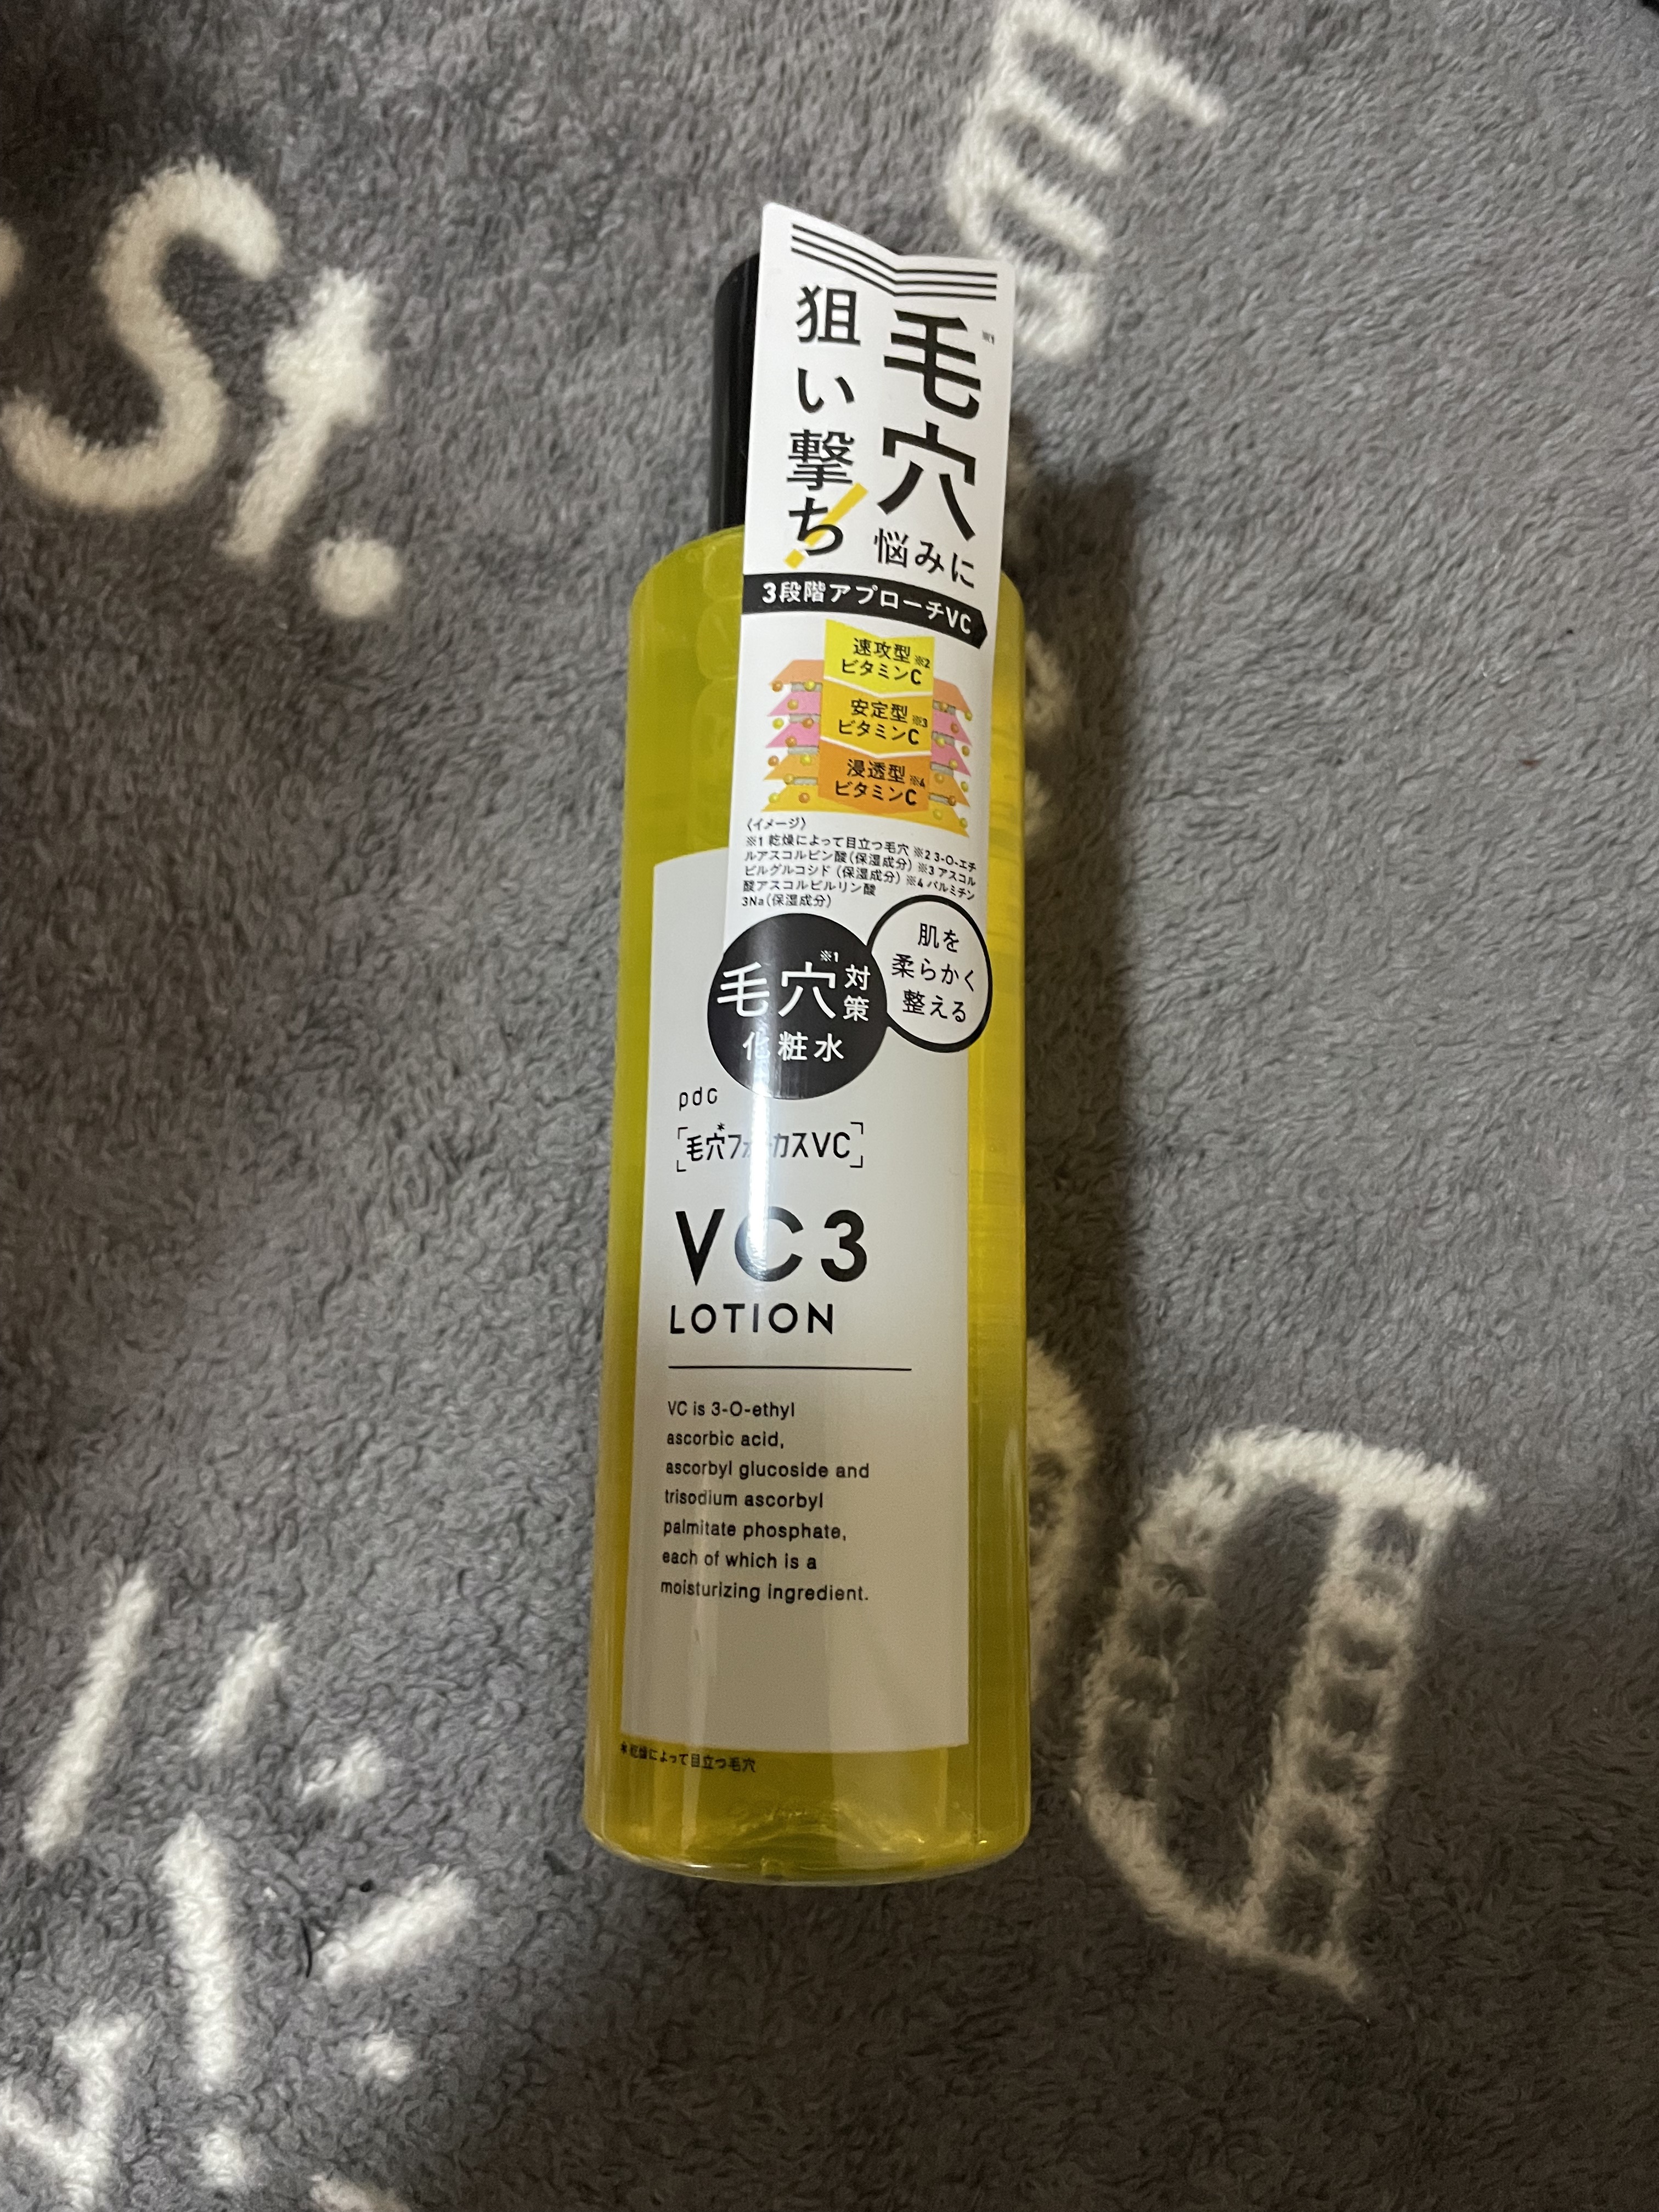 毛穴※1
悩みに
狙い撃ち!
3段階アプローチVC
速攻型※2
ビタミンC
安定型※3
ビタミンC
浸透型※4
ビタミンC
〈イメージ〉
※1 乾燥によって目立つ毛穴 ※2 3-O-エチ
ルアスコルビン酸(保湿成分) ※3 アスコル
ビルグルコシド(保湿成分) ※4 パルミチン
酸アスコルビルリン酸
3Na(保湿成分)
毛穴※1対策
化粧水
肌を
柔らかく
整える
pdc
[毛穴*フォーカスVC]
VC3
LOTION
VC is 3-O-ethyl
ascorbic acid,
ascorbyl glucoside and
trisodium ascorbyl
palmitate phosphate,
each of which is a
moisturizing ingredient.
*乾燥によって目立つ毛穴